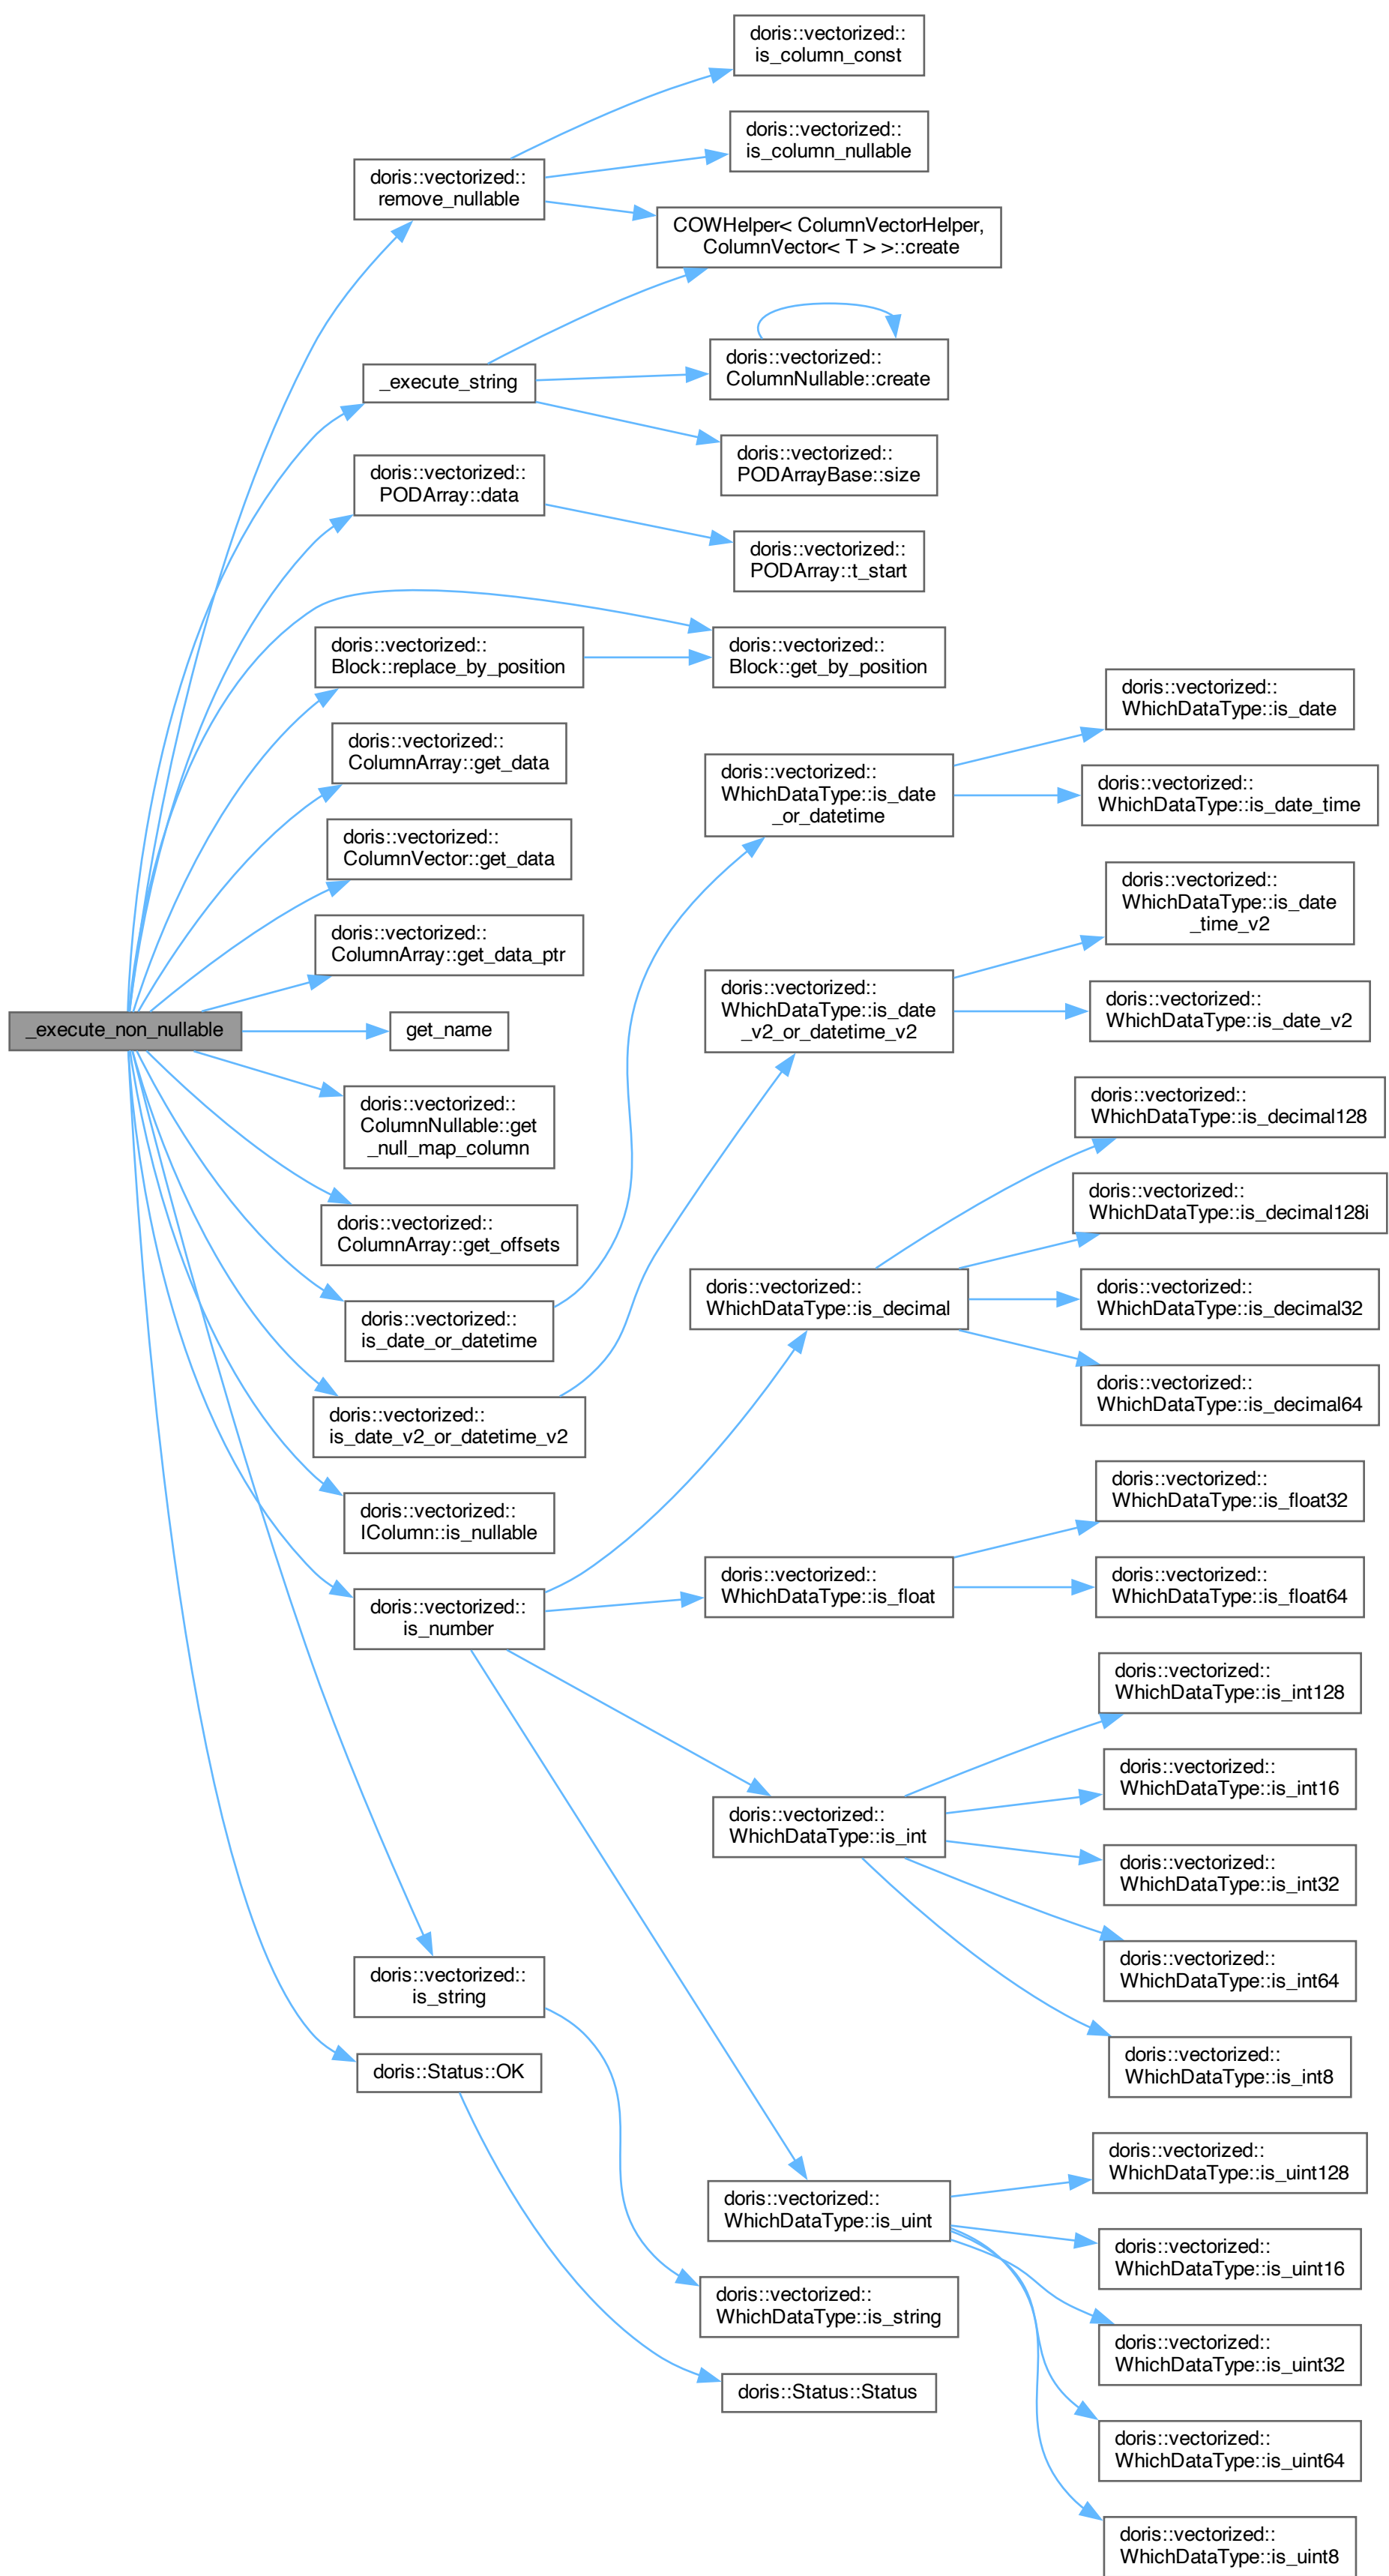 doris::vectorized::
is_column_const
doris::vectorized::
is_column_nullable
doris::vectorized::
remove_nullable
COWHelper< ColumnVectorHelper,
ColumnVector< T > >::create
doris::vectorized::
ColumnNullable::create
_execute_string
doris::vectorized::
PODArrayBase::size
doris::vectorized::
PODArray::data
doris::vectorized::
PODArray::t_start
doris::vectorized::
Block::replace_by_position
doris::vectorized::
Block::get_by_position
doris::vectorized::
WhichDataType::is_date
doris::vectorized::
ColumnArray::get_data
doris::vectorized::
WhichDataType::is_date
_or_datetime
doris::vectorized::
WhichDataType::is_date_time
doris::vectorized::
ColumnVector::get_data
doris::vectorized::
WhichDataType::is_date
_time_v2
doris::vectorized::
ColumnArray::get_data_ptr
doris::vectorized::
WhichDataType::is_date
_v2_or_datetime_v2
doris::vectorized::
WhichDataType::is_date_v2
_execute_non_nullable
get_name
doris::vectorized::
ColumnNullable::get
_null_map_column
doris::vectorized::
WhichDataType::is_decimal128
doris::vectorized::
WhichDataType::is_decimal128i
doris::vectorized::
ColumnArray::get_offsets
doris::vectorized::
WhichDataType::is_decimal
doris::vectorized::
WhichDataType::is_decimal32
doris::vectorized::
is_date_or_datetime
doris::vectorized::
WhichDataType::is_decimal64
doris::vectorized::
is_date_v2_or_datetime_v2
doris::vectorized::
WhichDataType::is_float32
doris::vectorized::
IColumn::is_nullable
doris::vectorized::
WhichDataType::is_float
doris::vectorized::
WhichDataType::is_float64
doris::vectorized::
is_number
doris::vectorized::
WhichDataType::is_int128
doris::vectorized::
WhichDataType::is_int16
doris::vectorized::
WhichDataType::is_int
doris::vectorized::
WhichDataType::is_int32
doris::vectorized::
WhichDataType::is_int64
doris::vectorized::
is_string
doris::vectorized::
WhichDataType::is_int8
doris::Status::OK
doris::vectorized::
WhichDataType::is_uint128
doris::vectorized::
WhichDataType::is_uint
doris::vectorized::
WhichDataType::is_uint16
doris::vectorized::
WhichDataType::is_string
doris::vectorized::
WhichDataType::is_uint32
doris::Status::Status
doris::vectorized::
WhichDataType::is_uint64
doris::vectorized::
WhichDataType::is_uint8